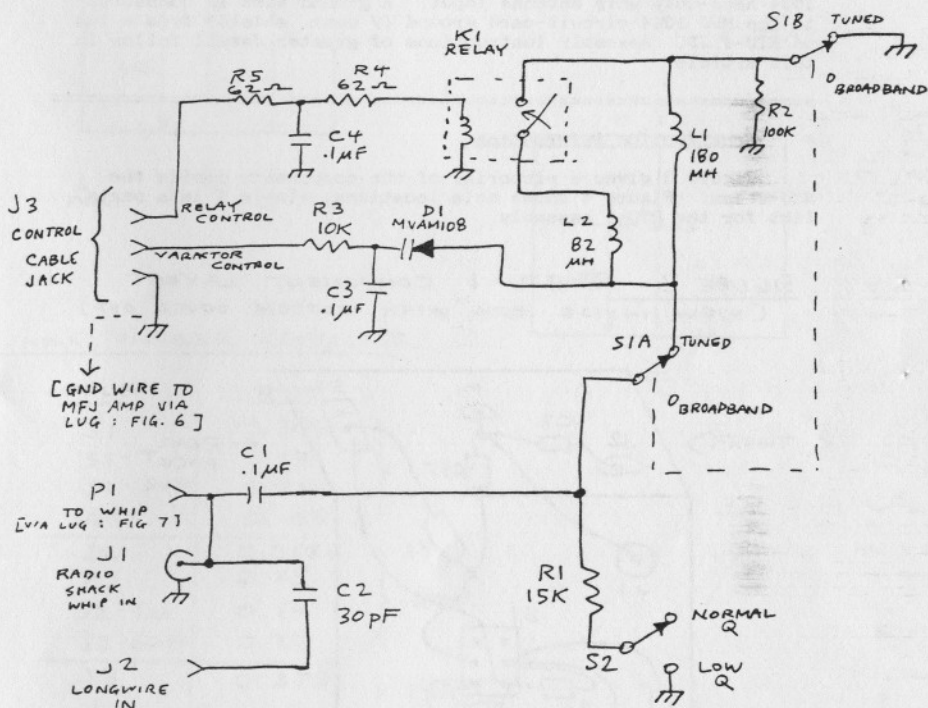 S1B
TUNED
BROADBAND
K1
RELAY
R5
62Ω
R4
62Ω
C4
.1µF
L1
180
µH
R2
100K
J3
CONTROL
CABLE
JACK
RELAY CONTROL
R3
10K
D1
MVAM108
L2
82
µH
VARAKTOR CONTROL
C3
.1µF
S1A
TUNED
BROADBAND
[GND WIRE TO
MFJ AMP VIA
LUG : FIG. 6]
C1
.1µF
P1
TO WHIP
[VIA LUG : FIG 7]
J1
RADIO
SHACK
WHIP IN
C2
30pF
R1
15K
NORMAL
Q
S2
LOW
Q
J2
LONGWIRE
IN